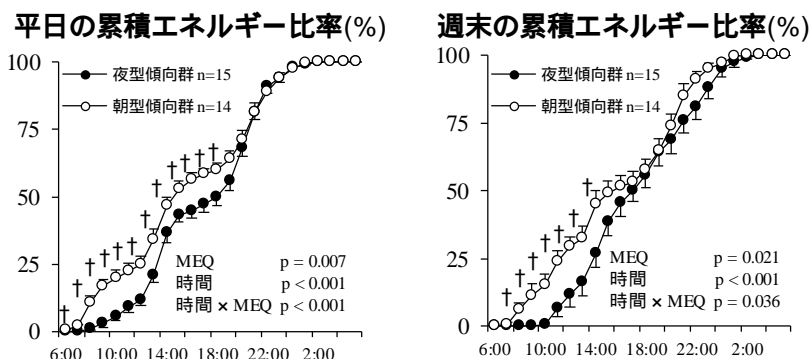 平日の累積エネルギー比率(%)
100
75
50
25
0
夜型傾向群 n=15
朝型傾向群 n=14
† † † † † † † † † † †
MEQ p = 0.007
時間 p < 0.001
時間 × MEQ p < 0.001
6:00 10:00 14:00 18:00 22:00 2:00
週末の累積エネルギー比率(%)
100
75
50
25
0
夜型傾向群 n=15
朝型傾向群 n=14
† † † † † † †
MEQ p = 0.021
時間 p < 0.001
時間 × MEQ p = 0.036
6:00 10:00 14:00 18:00 22:00 2:00